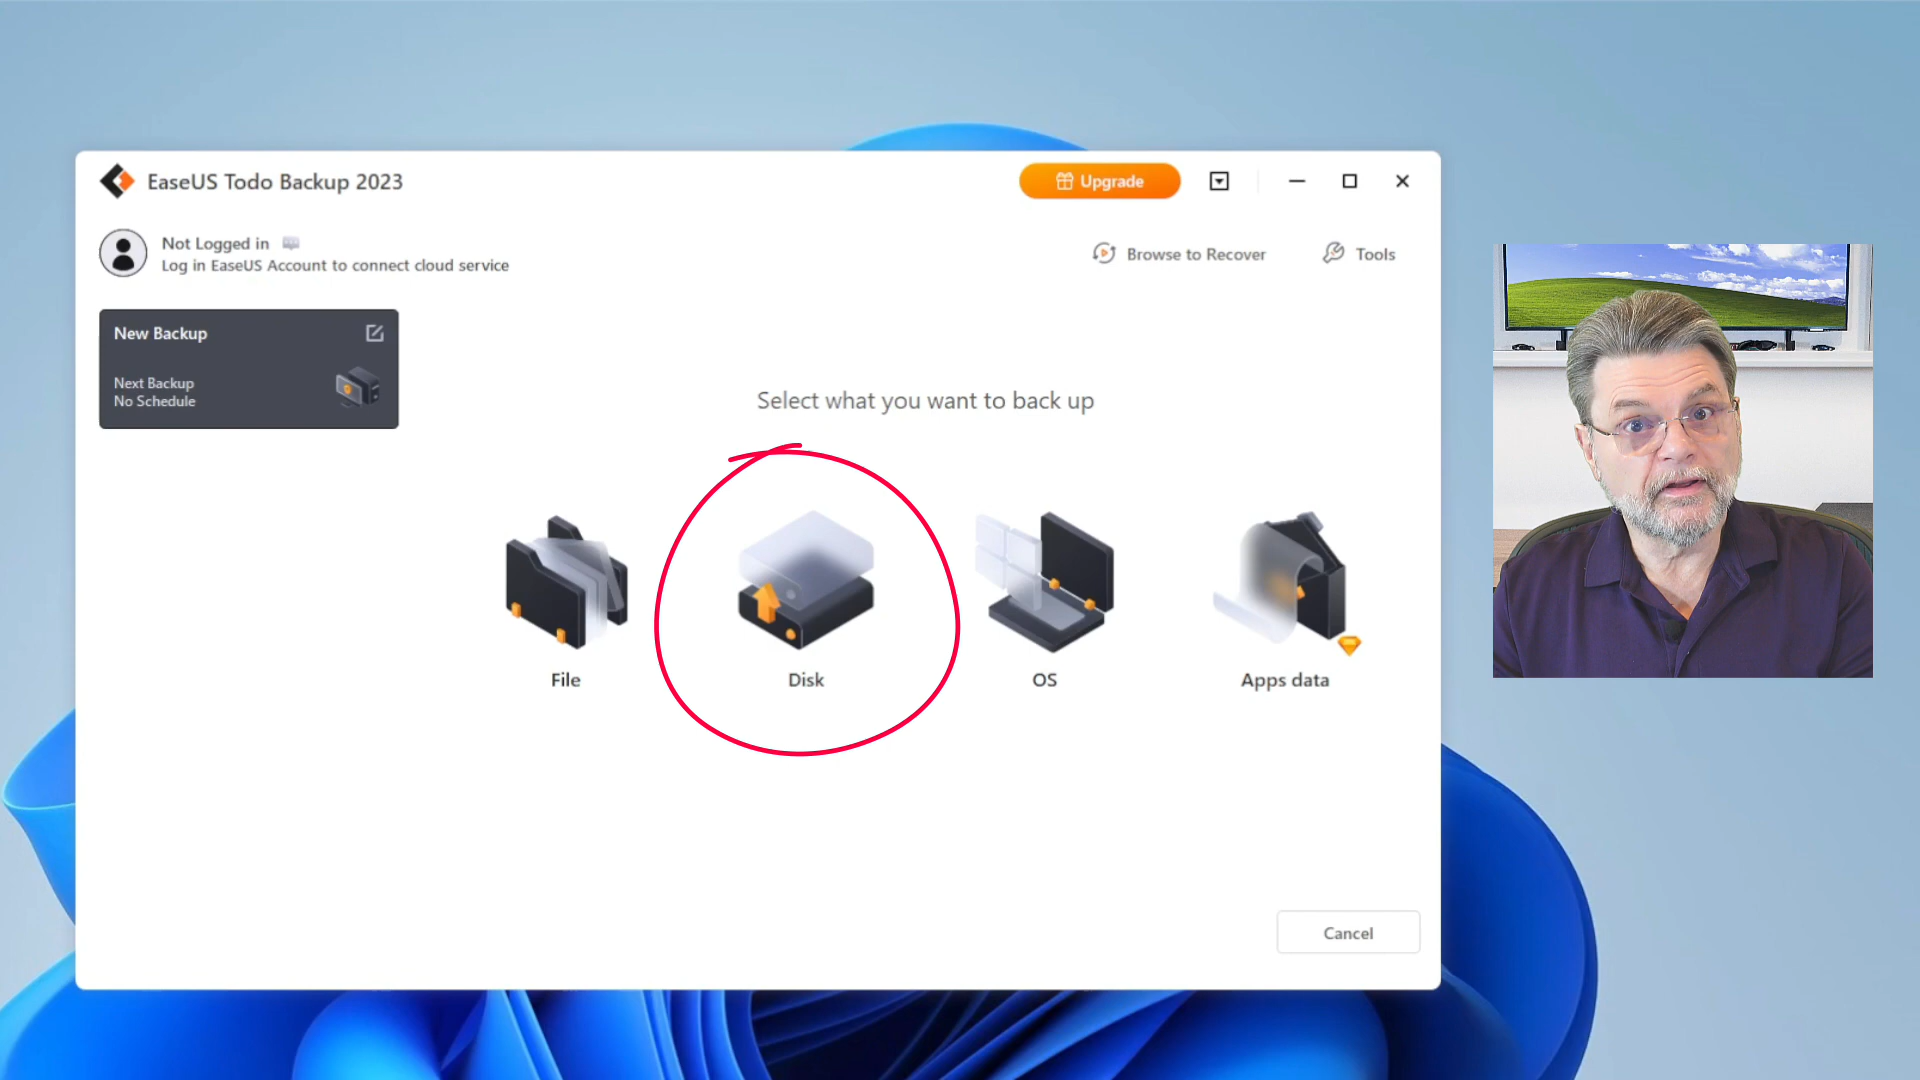 EaseUS Todo Backup 2023
Upgrade
Not Logged in
Log in EaseUS Account to connect cloud service
Browse to Recover
Tools
New Backup
Next Backup
No Schedule
Select what you want to back up
File
Disk
OS
Apps data
Cancel